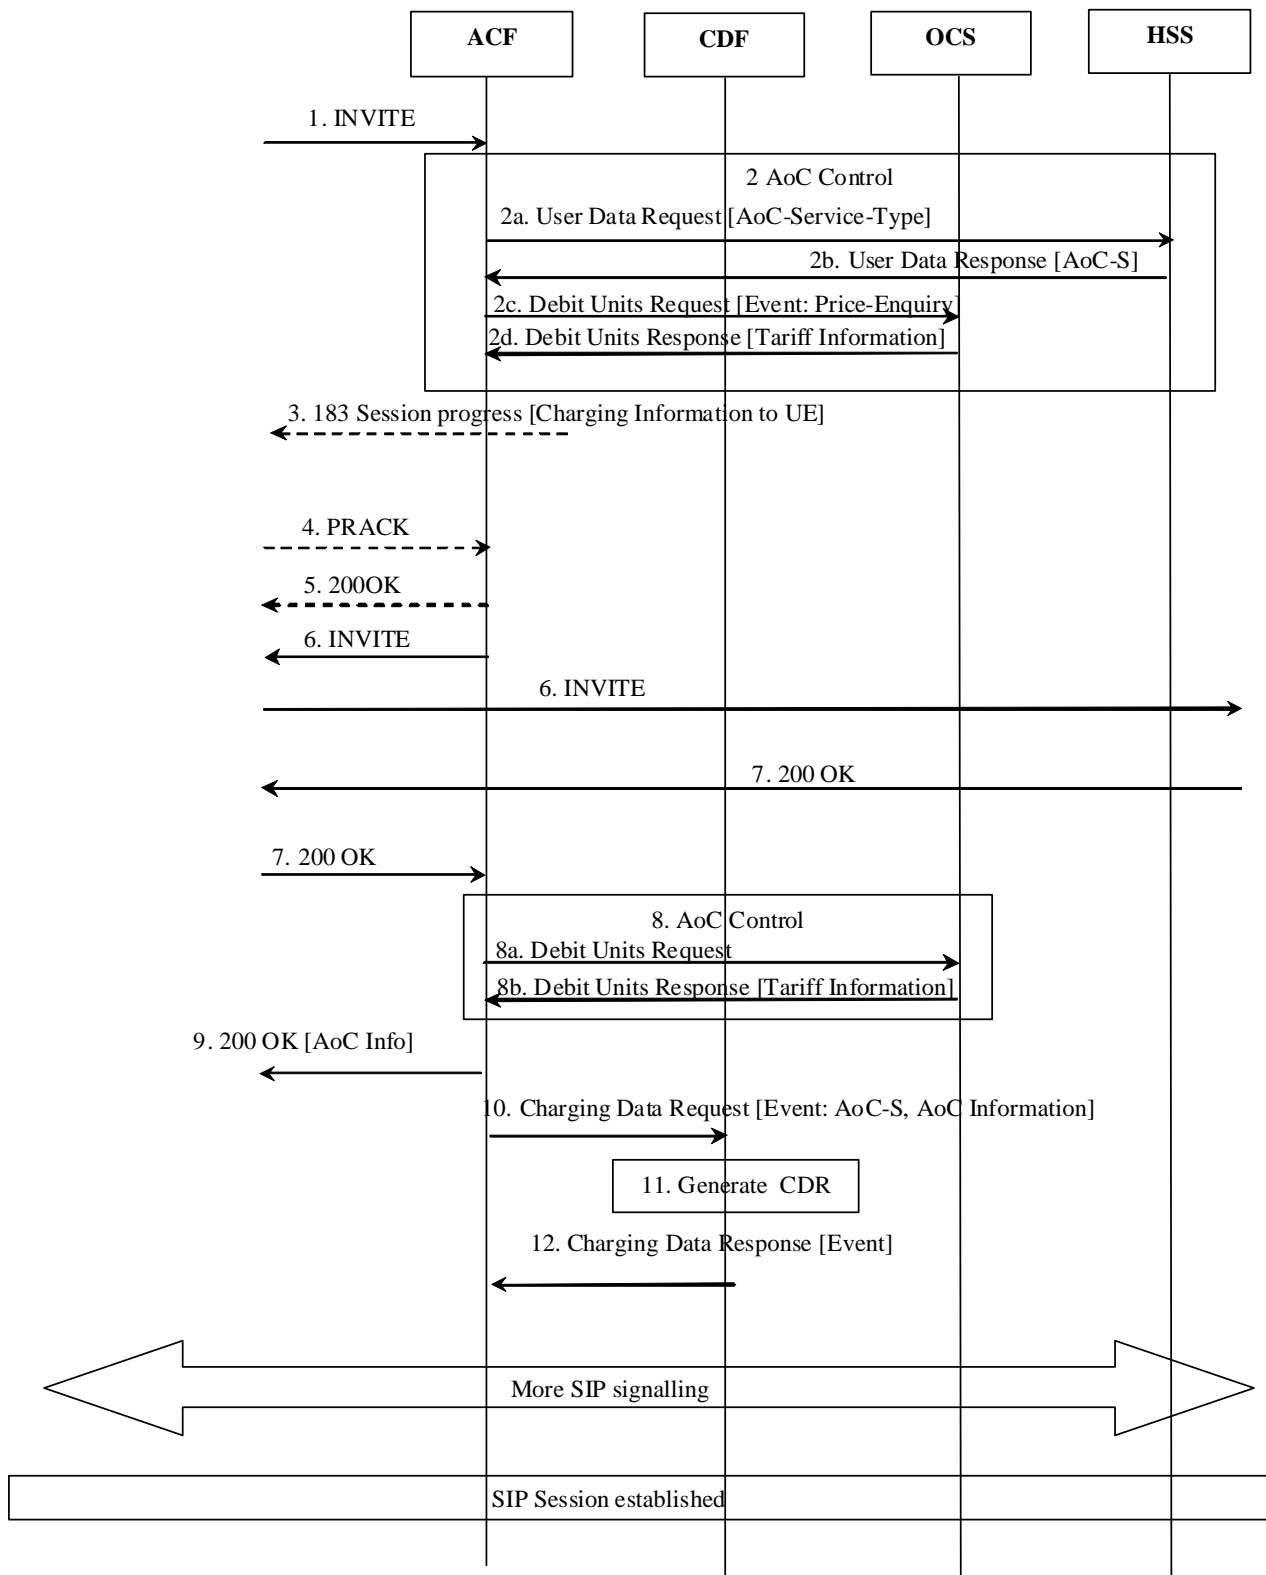 ACF
CDF
OCS
HSS
1. INVITE
2 AoC Control
2a. User Data Request [AoC-Service-Type]
2b. User Data Response [AoC-S]
2c. Debit Units Request [Event: Price-Enquiry]
2d. Debit Units Response [Tariff Information]
3. 183 Session progress [Charging Information to UE]
4. PRACK
5. 200OK
6. INVITE
6. INVITE
7. 200 OK
7. 200 OK
8. AoC Control
8a. Debit Units Request
8b. Debit Units Response [Tariff Information]
9. 200 OK [AoC Info]
10. Charging Data Request [Event: AoC-S, AoC Information]
11. Generate CDR
12. Charging Data Response [Event]
More SIP signalling
SIP Session established